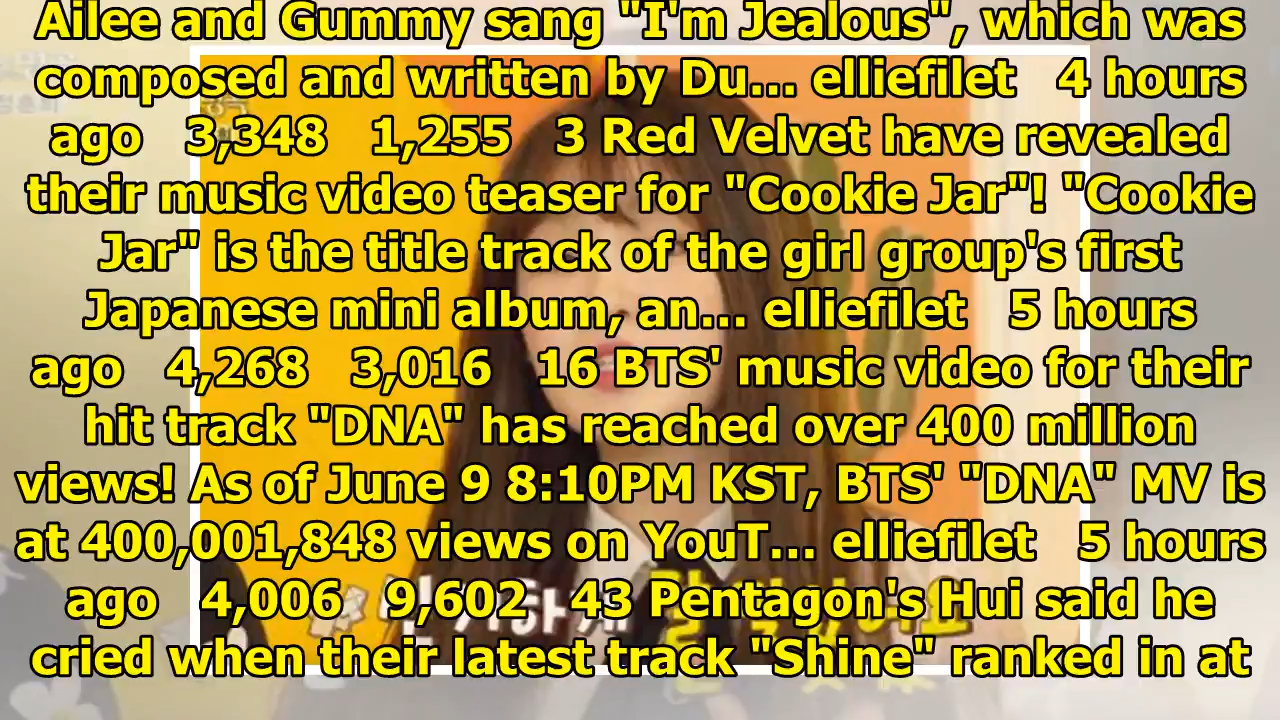 Ailee and Gummy sang "I'm Jealous", which was
composed and written by Du... elliefilet 4 hours
ago 3,348 1,255 3 Red Velvet have revealed
their music video teaser for "Cookie Jar"! "Cookie
Jar" is the title track of the girl group's first
Japanese mini album, an... elliefilet 5 hours
ago 4,268 3,016 16 BTS' music video for their
hit track "DNA" has reached over 400 million
views! As of June 9 8:10PM KST, BTS' "DNA" MV is
at 400,001,848 views on YouT... elliefilet 5 hours
ago 4,006 9,602 43 Pentagon's Hui said he
cried when their latest track "Shine" ranked in at